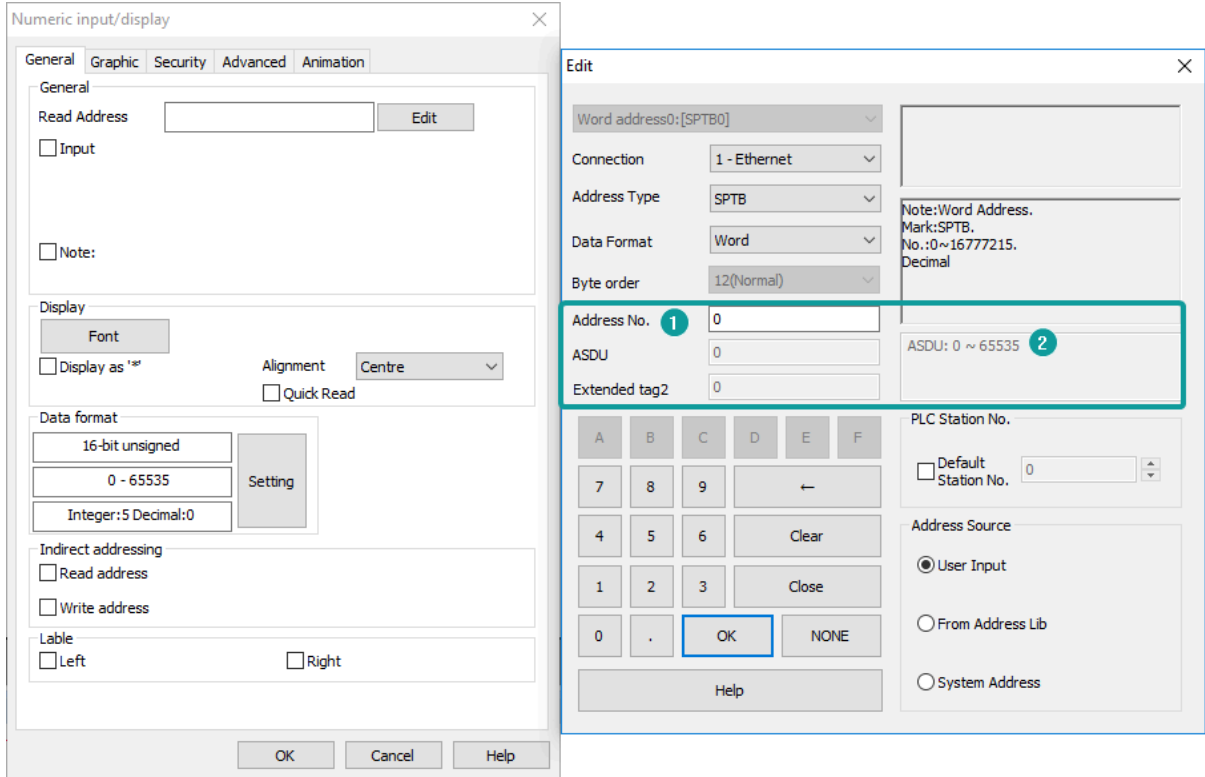 Numeric input/display
General Graphic Security Advanced Animation
General
Read Address
Edit
Input
Note:
Display
Font
Display as '*'
Alignment
Centre
Quick Read
Data format
16-bit unsigned
0 - 65535
Integer:5 Decimal:0
Setting
Indirect addressing
Read address
Write address
Lable
Left
Right
OK
Cancel
Help
Edit
Word address0:[SPTB0]
Connection
1 - Ethernet
Address Type
SPTB
Data Format
Word
Byte order
12(Normal)
Note:Word Address.
Mark:SPTB.
No.:0~16777215.
Decimal
Address No. 1
0
ASDU
0
Extended tag2
0
ASDU: 0 ~ 65535 2
A B C D E F
7 8 9 ←
4 5 6 Clear
1 2 3 Close
0 . OK NONE
Help
PLC Station No.
Default
Station No.
0
Address Source
User Input
From Address Lib
System Address